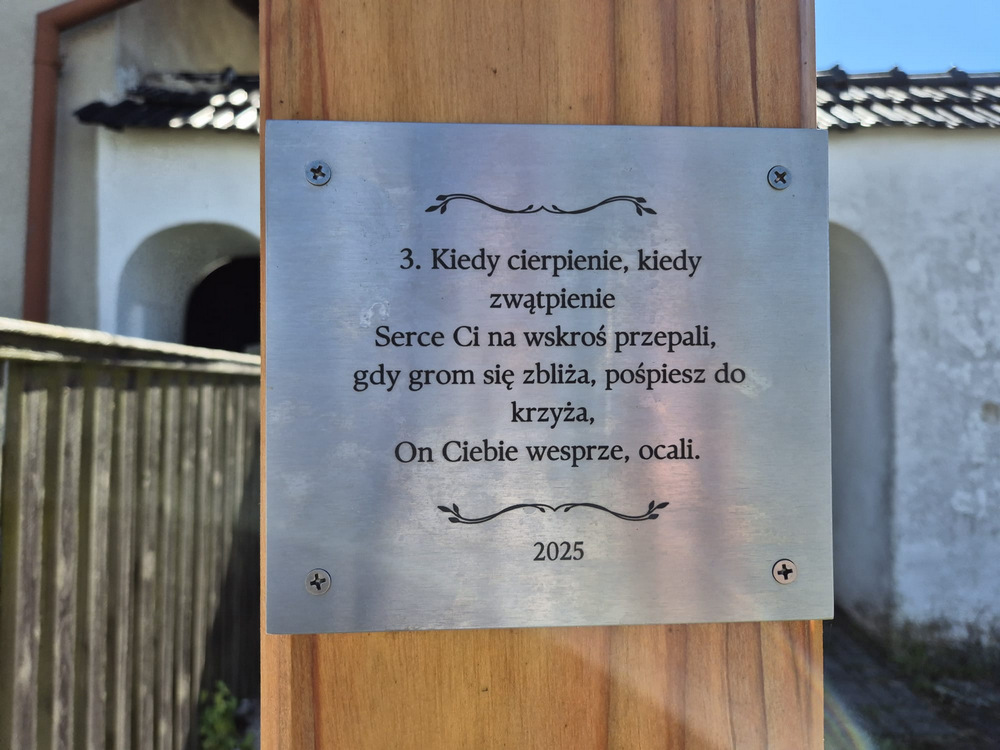 3. Kiedy cierpienie, kiedy
zwątpienie
Serce Ci na wskroś przepali,
gdy grom się zbliża, pośpiesz do
krzyża,
On Ciebie wesprze, ocali.
2025